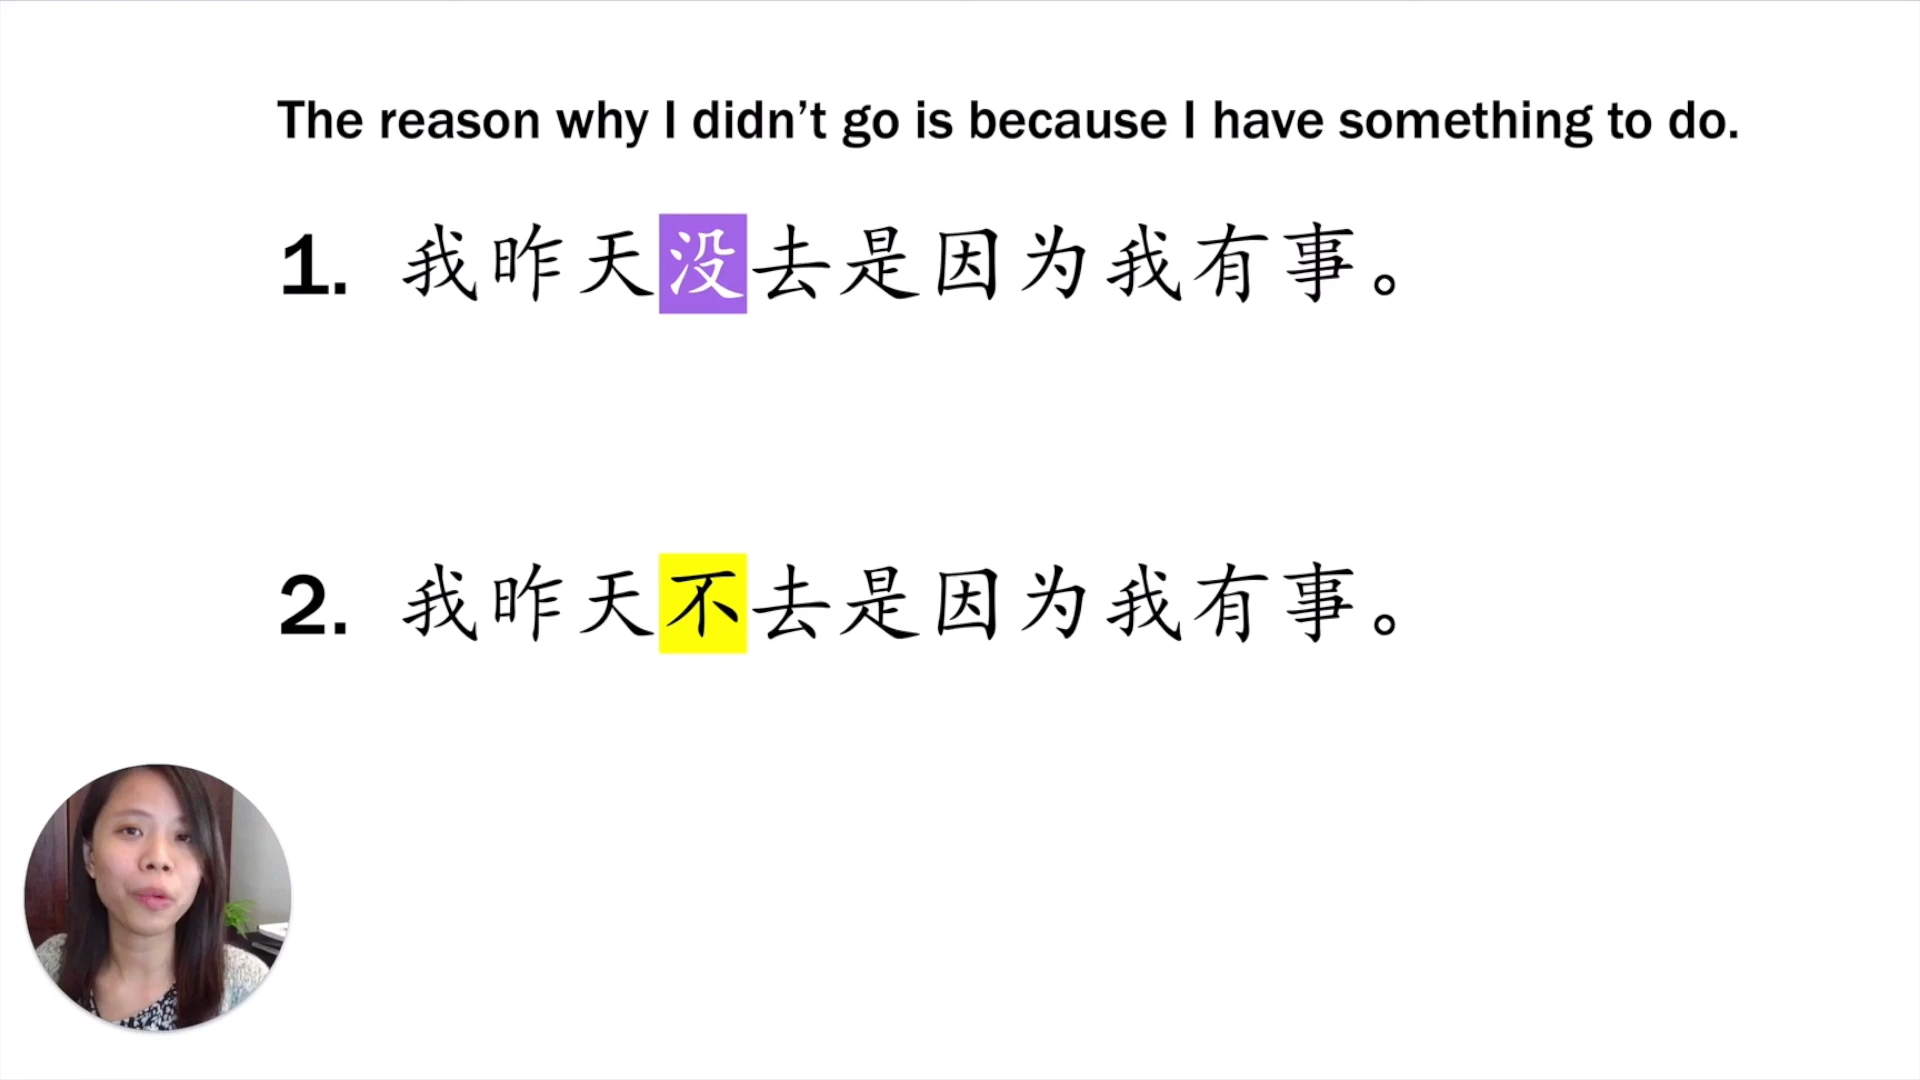 The reason why I didn’t go is because I have something to do.
1. 我昨天没去是因为我有事。
2. 我昨天不去是因为我有事。